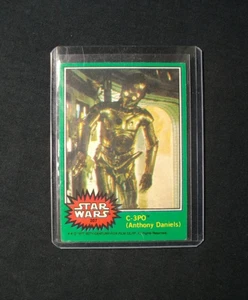 STAR
WARS
C-3PO
(Anthony Daniels)